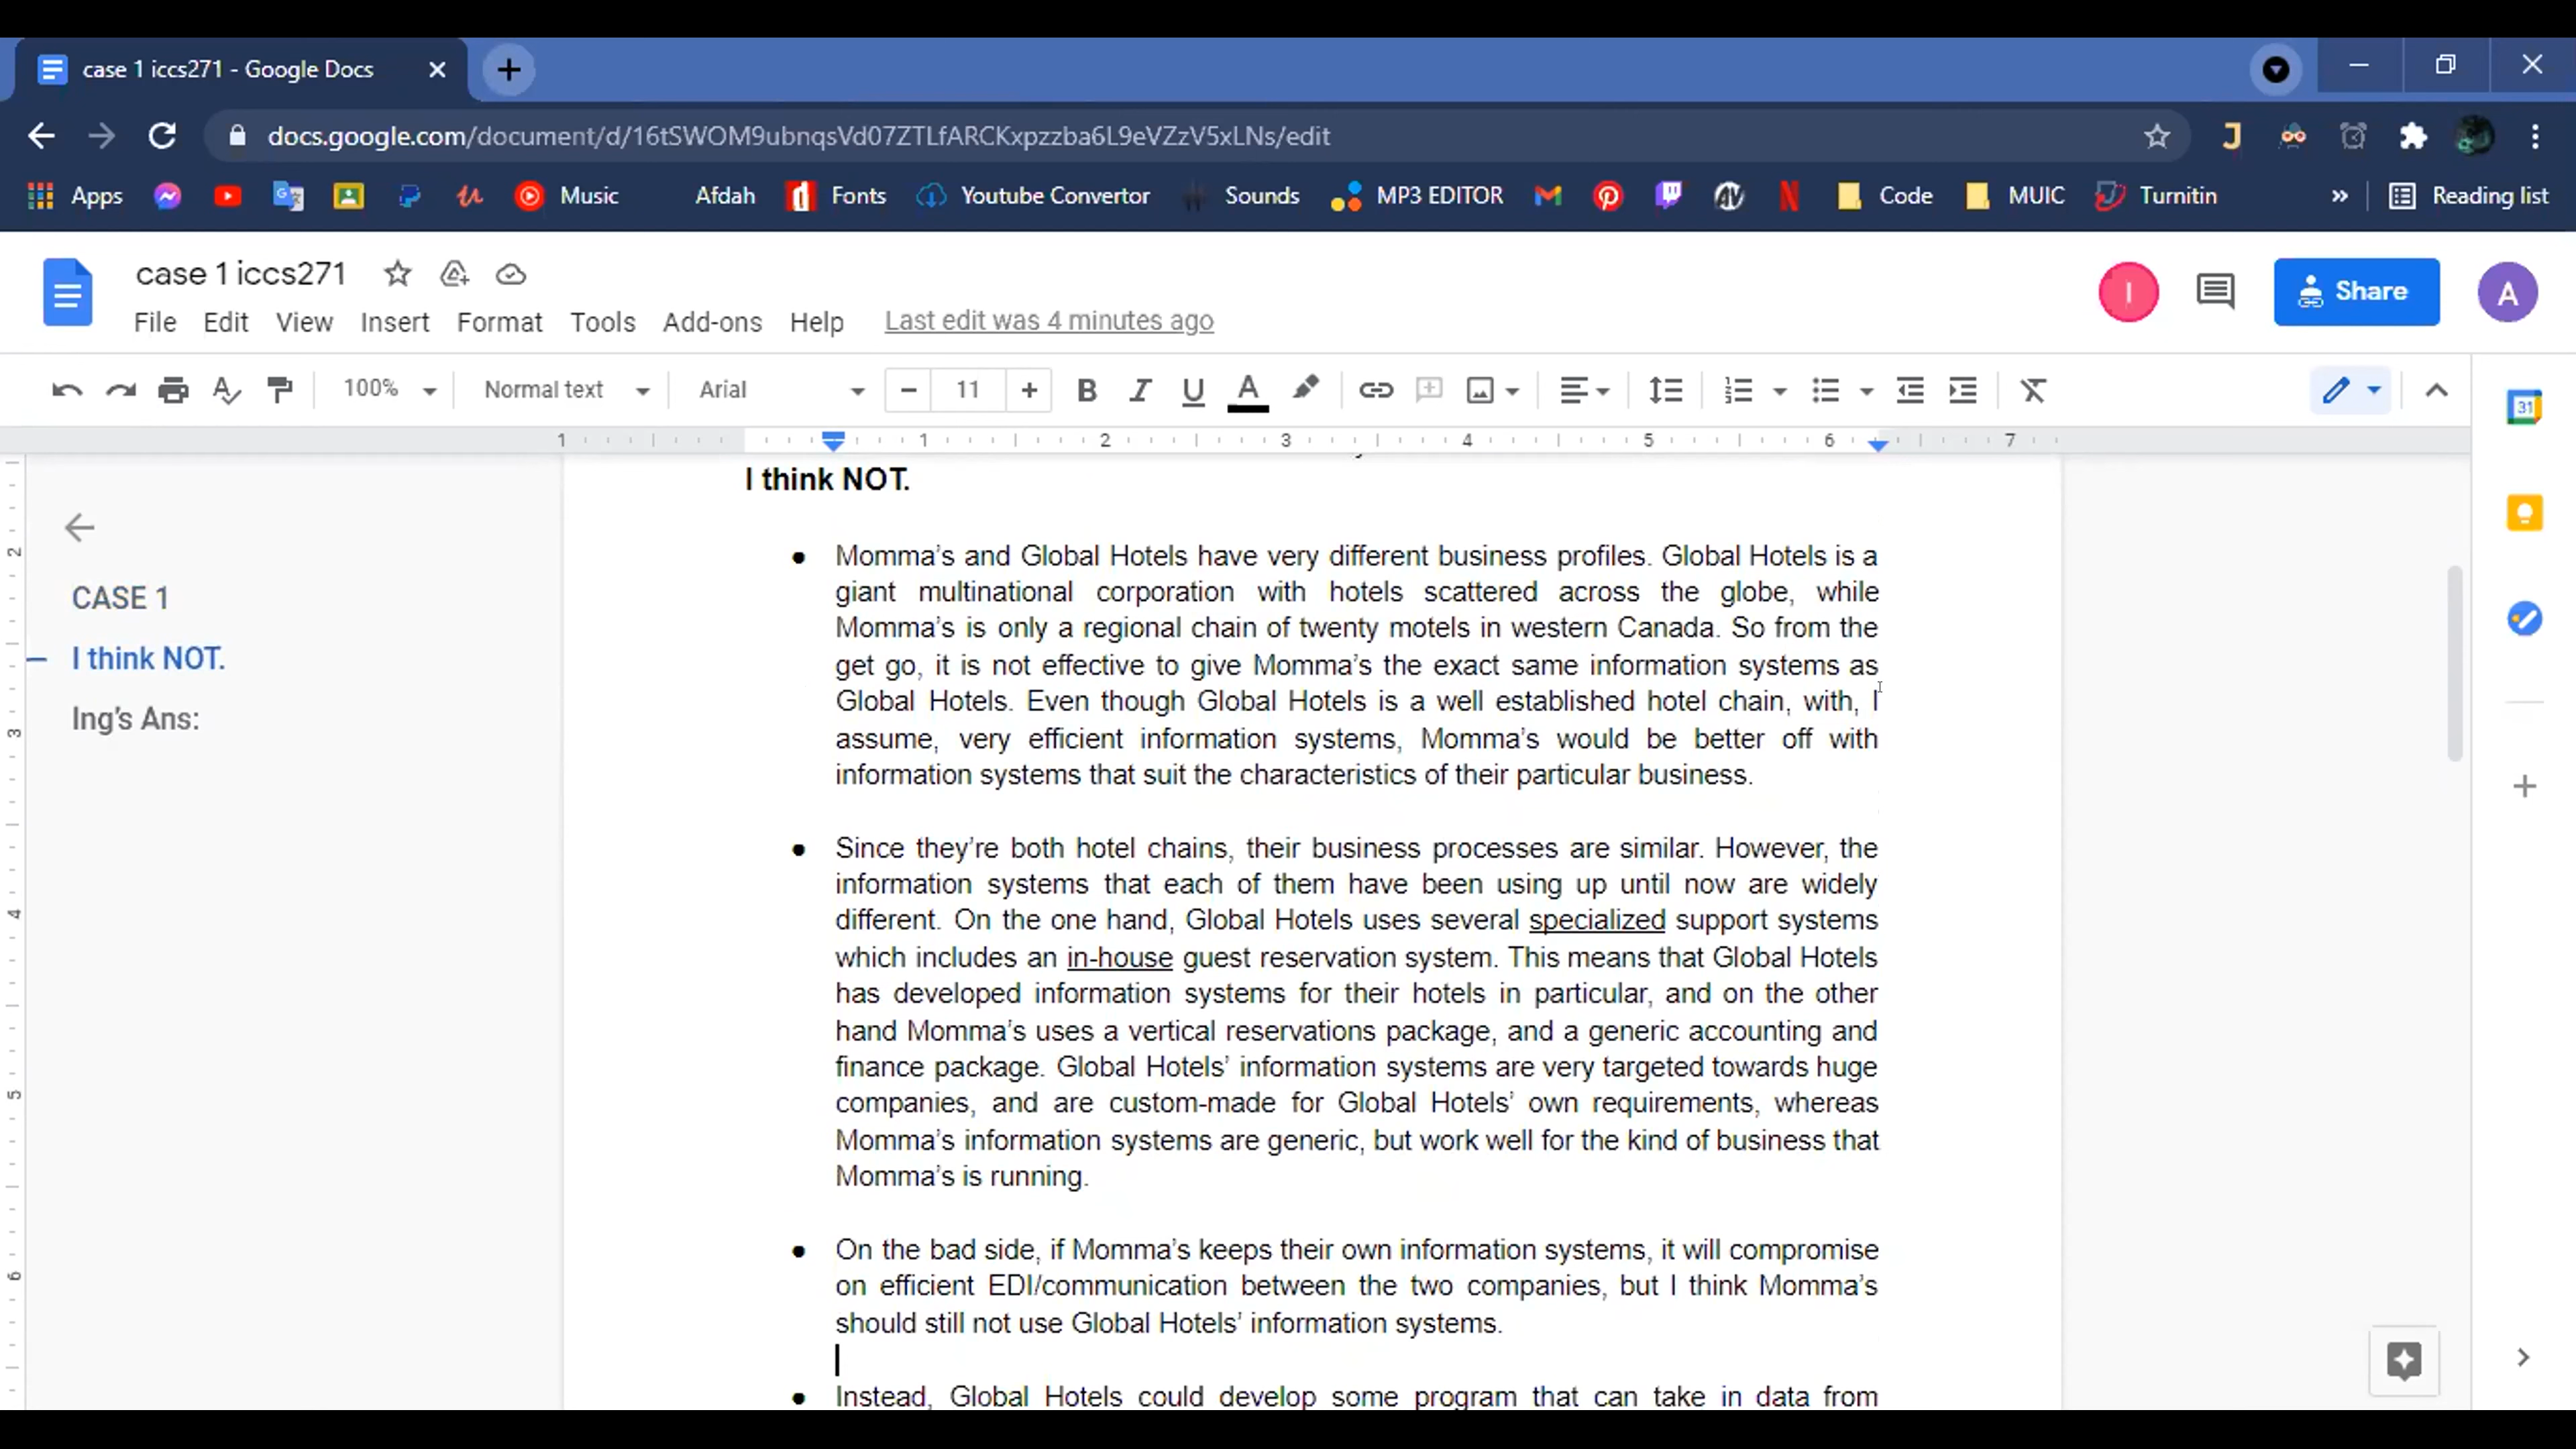 case 1 iccs271 - Google Docs
docs.google.com/document/d/16tSWOM9ubnqsVd07ZTLfARCKxpzzba6L9eVZzV5xLNs/edit
Apps Music Afdah Fonts Youtube Convertor Sounds MP3 EDITOR Code MUIC Turnitin » Reading list
case 1 iccs271
File Edit View Insert Format Tools Add-ons Help Last edit was 4 minutes ago
I Share A
100% Normal text Arial − 11 + B I U A
1 1 2 3 4 5 6 7
I think NOT.
CASE 1
I think NOT.
Ing's Ans:
● Momma's and Global Hotels have very different business profiles. Global Hotels is a
giant multinational corporation with hotels scattered across the globe, while
Momma's is only a regional chain of twenty motels in western Canada. So from the
get go, it is not effective to give Momma's the exact same information systems as
Global Hotels. Even though Global Hotels is a well established hotel chain, with, I
assume, very efficient information systems, Momma's would be better off with
information systems that suit the characteristics of their particular business.
● Since they're both hotel chains, their business processes are similar. However, the
information systems that each of them have been using up until now are widely
different. On the one hand, Global Hotels uses several specialized support systems
which includes an in-house guest reservation system. This means that Global Hotels
has developed information systems for their hotels in particular, and on the other
hand Momma's uses a vertical reservations package, and a generic accounting and
finance package. Global Hotels' information systems are very targeted towards huge
companies, and are custom-made for Global Hotels' own requirements, whereas
Momma's information systems are generic, but work well for the kind of business that
Momma's is running.
● On the bad side, if Momma's keeps their own information systems, it will compromise
on efficient EDI/communication between the two companies, but I think Momma's
should still not use Global Hotels' information systems.
● Instead, Global Hotels could develop some program that can take in data from
2
3
4
5
6
31